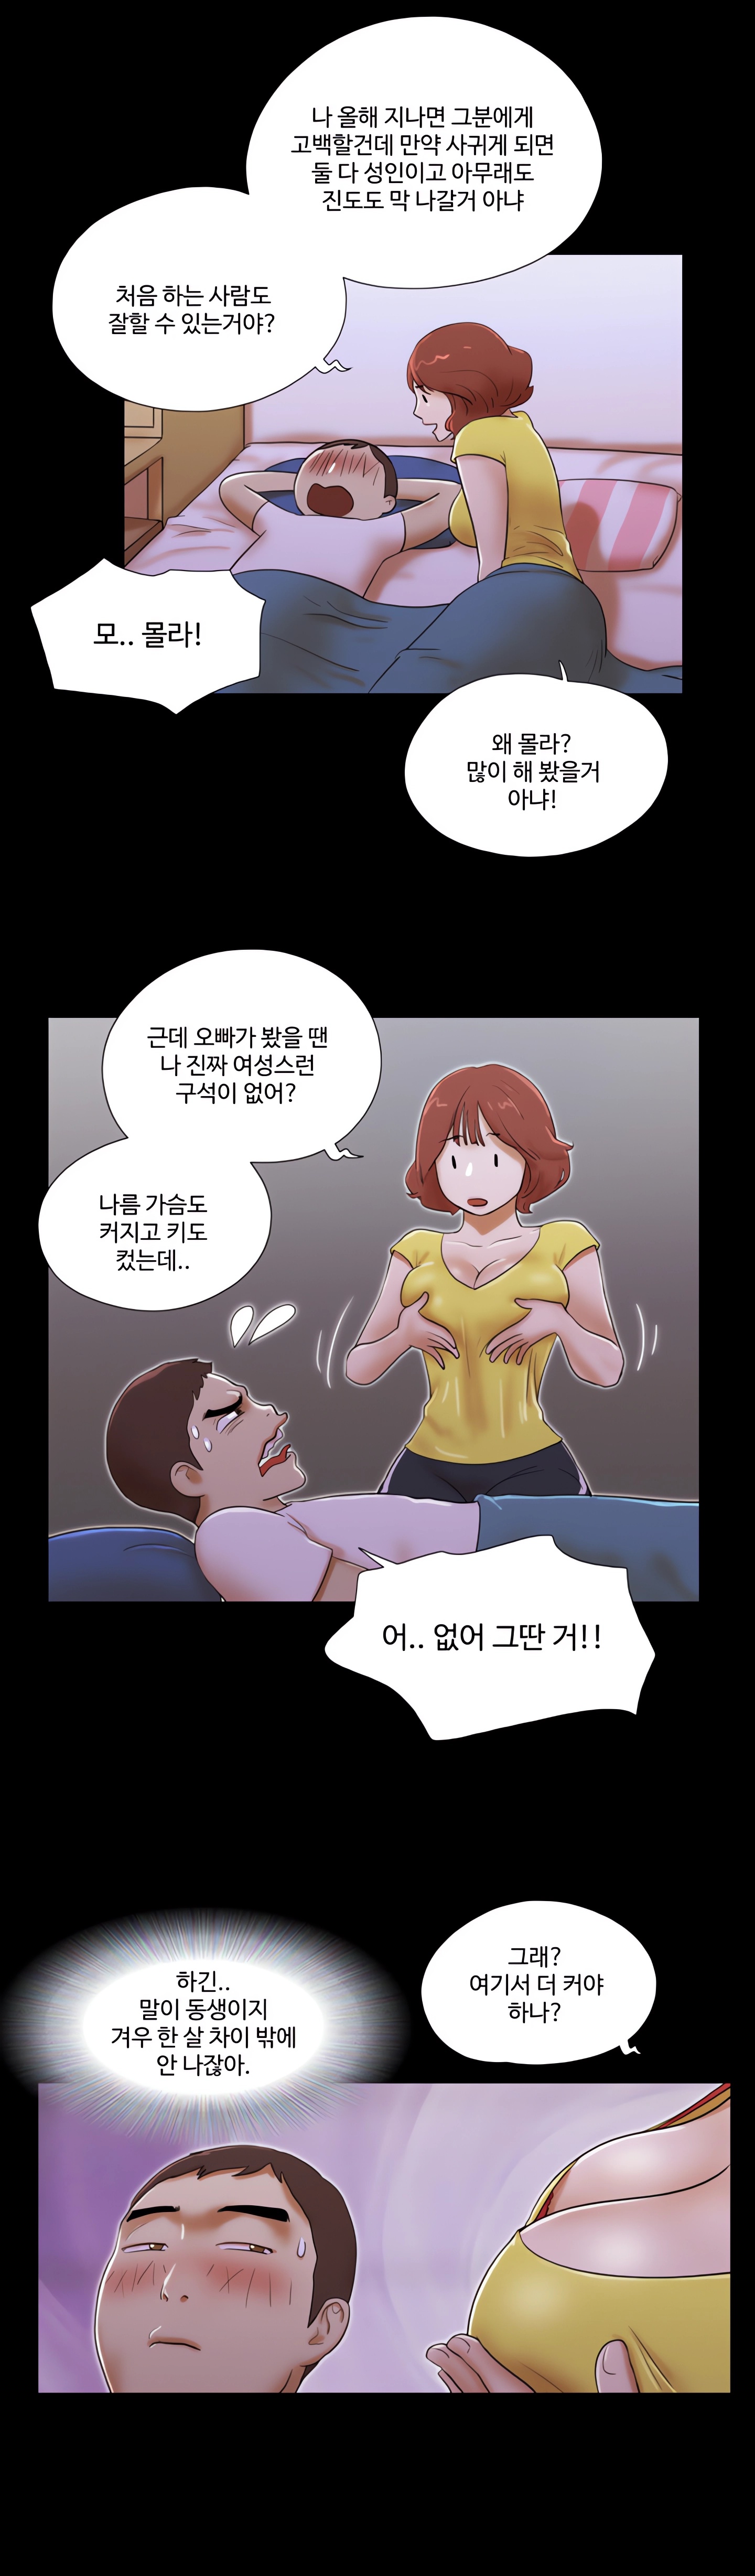 나 올해 지나면 그분에게
고백할건데 만약 사귀게 되면
둘 다 성인이고 아무래도
진도도 막 나갈거 아냐
처음 하는 사람도
잘할 수 있는거야?
모.. 몰라!
왜 몰라?
많이 해 봤을거
아냐!
근데 오빠가 봤을 땐
나 진짜 여성스런
구석이 없어?
나름 가슴도
커지고 키도
컸는데..
어.. 없어 그딴 거!!
하긴..
말이 동생이지
겨우 한 살 차이 밖에
안 나잖아.
그래?
여기서 더 커야
하나?